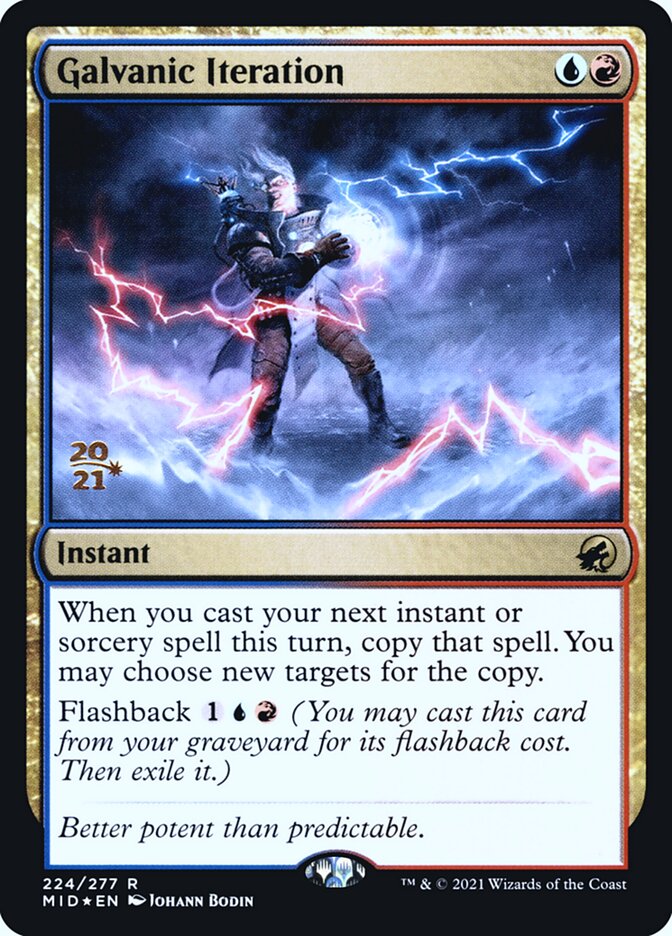 Galvanic Iteration
20
21
Instant
When you cast your next instant or
sorcery spell this turn, copy that spell. You
may choose new targets for the copy.
Flashback 1 (You may cast this card
from your graveyard for its flashback cost.
Then exile it.)
Better potent than predictable.
224/277 R
MID★EN Johann Bodin
™ & © 2021 Wizards of the Coast